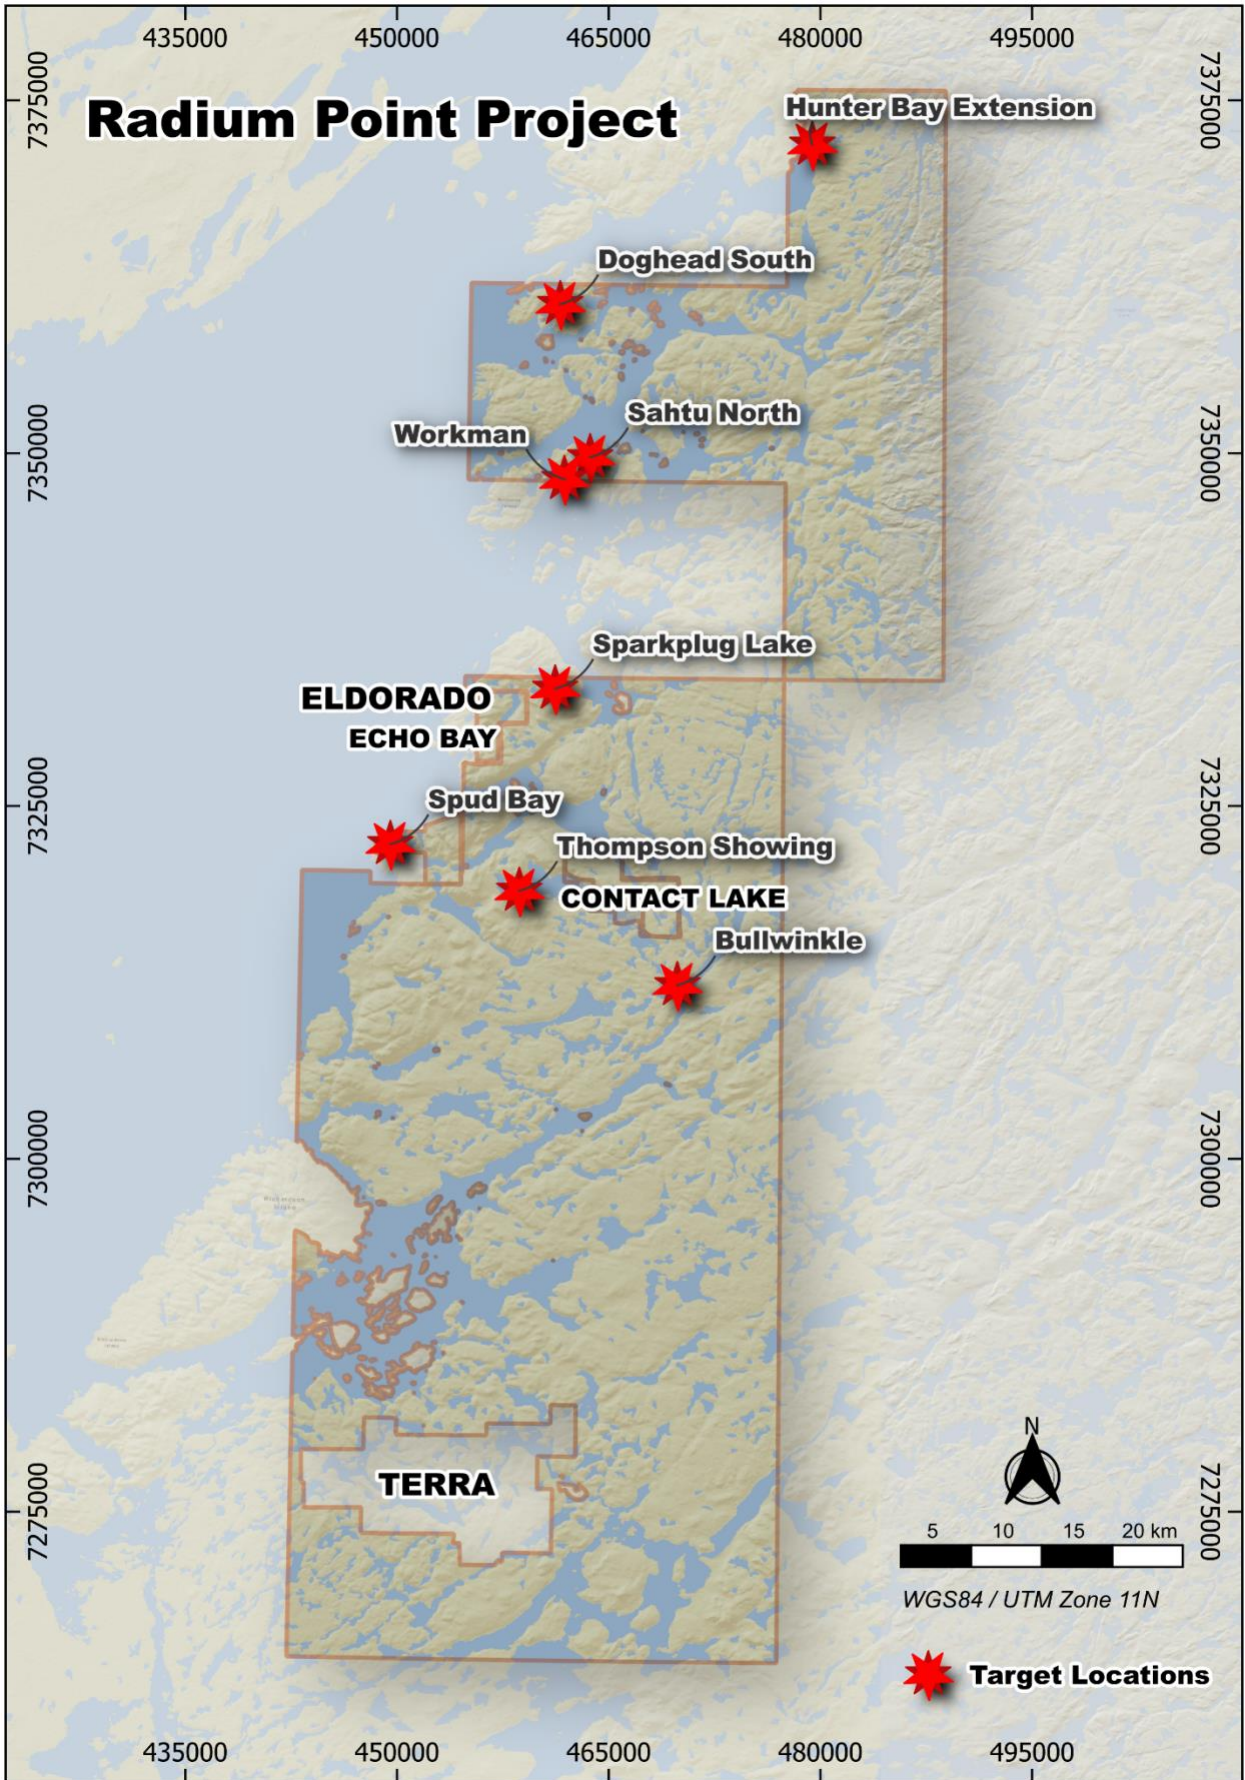 435000 450000 465000 480000 495000
7375000
7375000
Radium Point Project
Hunter Bay Extension
Doghead South
Sahtu North
Workman
7350000
7350000
Sparkplug Lake
ELDORADO
ECHO BAY
Spud Bay
7325000
7325000
Thompson Showing
CONTACT LAKE
Bullwinkle
7300000
7300000
TERRA
7275000
7275000
N
5 10 15 20 km
WGS84 / UTM Zone 11N
Target Locations
435000 450000 465000 480000 495000